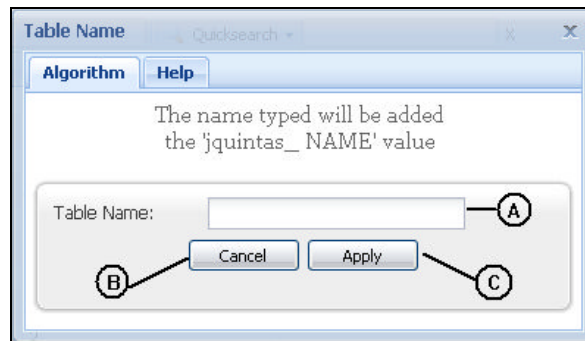 Table Name
Quicksearch
X
x
Algorithm
Help
The name typed will be added
the 'jquintas_ NAME' value
Table Name:
A
Cancel
Apply
B
C